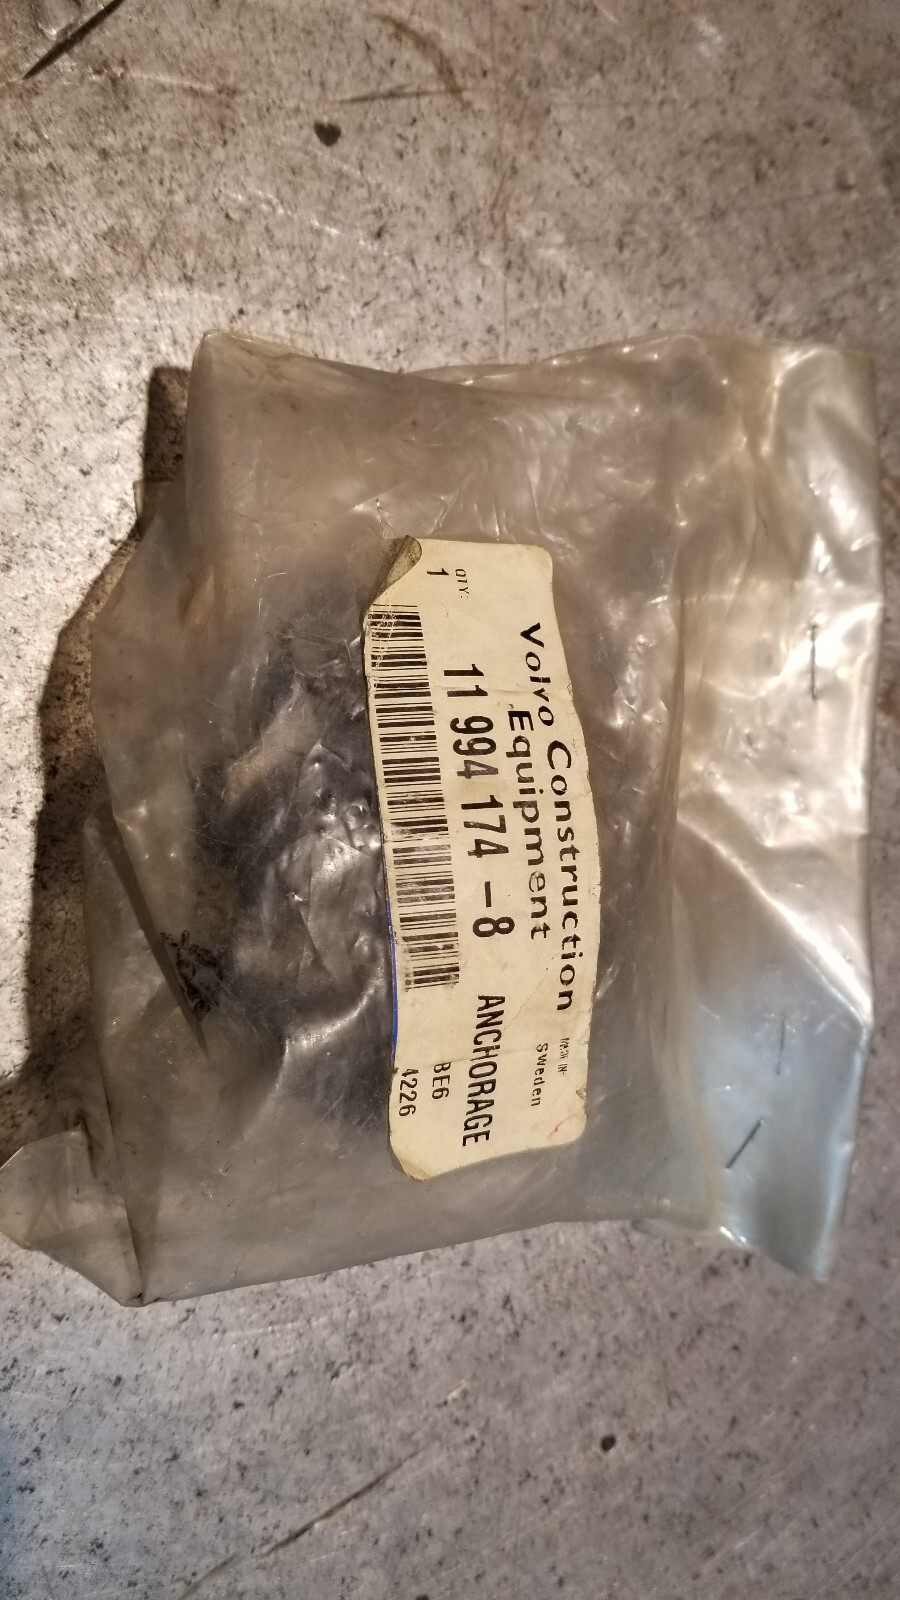 Volvo Construction
Equipment
MADE IN:
Sweden
QTY:
1
11 994 174 - 8 ANCHORAGE
BE6
4226